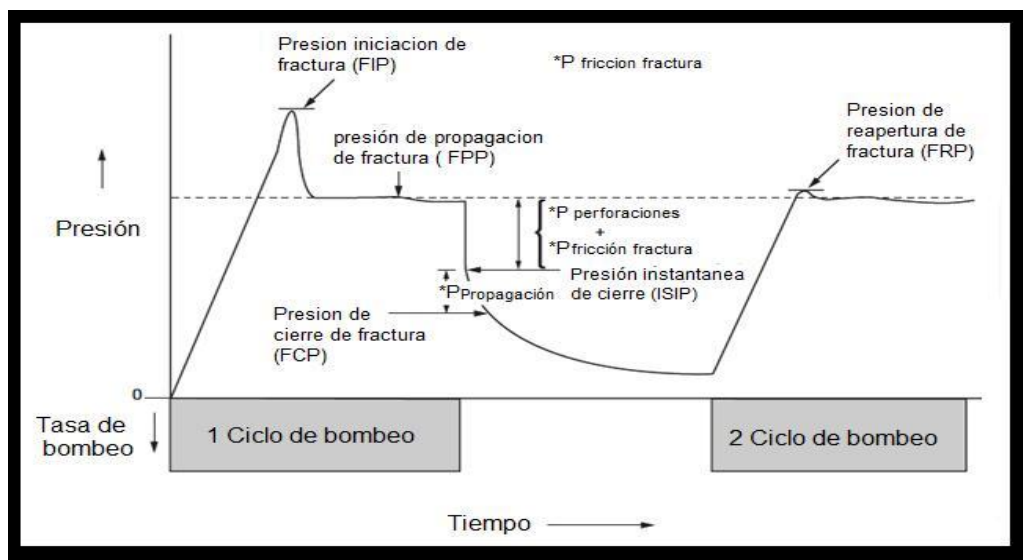 Presion iniciacion de
fractura (FIP)
*P friccion fractura
Presion de
reapertura de
fractura (FRP)
presión de propagacion
de fractura ( FPP)
Presión
*P perforaciones
+
*P fricción fractura
Presión instantanea
de cierre (ISIP)
*P Propagación
Presion de
cierre de fractura
(FCP)
0
Tasa de
bombeo
1 Ciclo de bombeo
2 Ciclo de bombeo
Tiempo